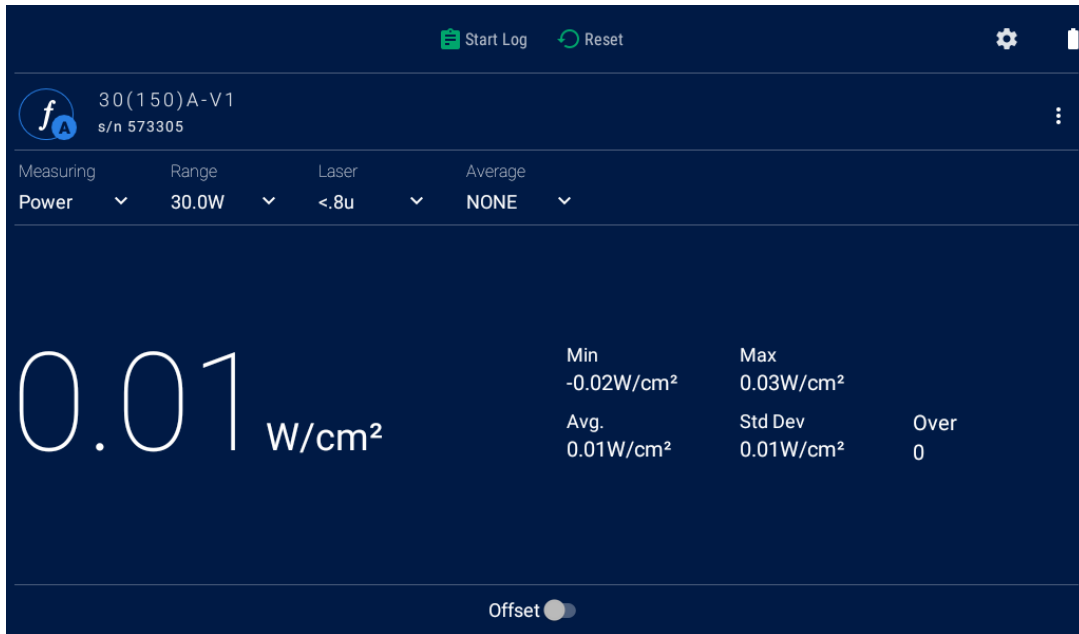 Start Log Reset
f
A
30(150)A-V1
s/n 573305
Measuring Range Laser Average
Power 30.0W <.8u NONE
0.01 W/cm²
Min Max
-0.02W/cm² 0.03W/cm²
Avg. Std Dev Over
0.01W/cm² 0.01W/cm² 0
Offset